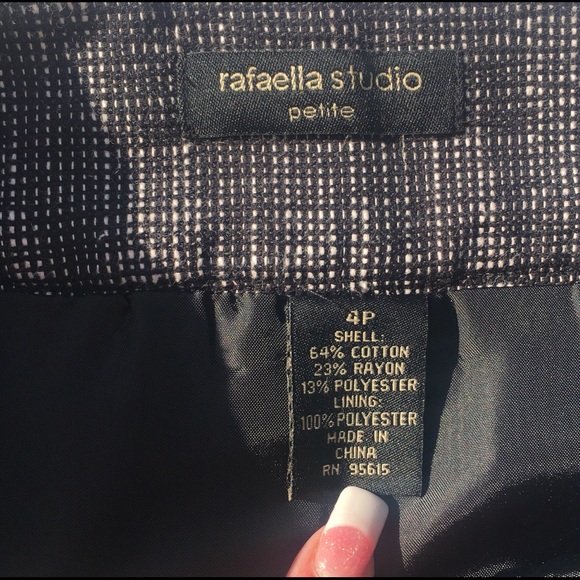 rafaella studio
petite
4P
SHELL:
64% COTTON
23% RAYON
13% POLYESTER
LINING:
100% POLYESTER
MADE IN
CHINA
RN 95615